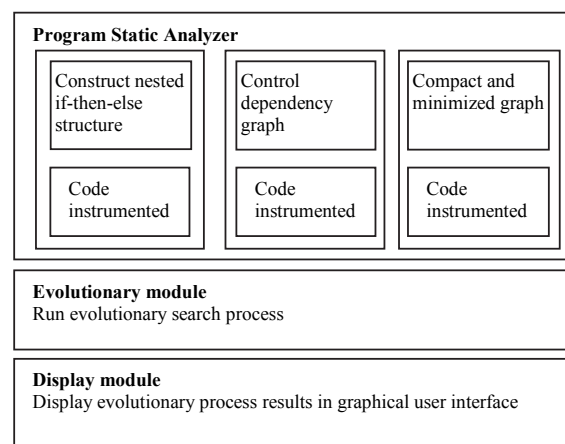 Program Static Analyzer
Construct nested
if-then-else
structure
Code
instrumented
Control
dependency
graph
Code
instrumented
Compact and
minimized graph
Code
instrumented
Evolutionary module
Run evolutionary search process
Display module
Display evolutionary process results in graphical user interface